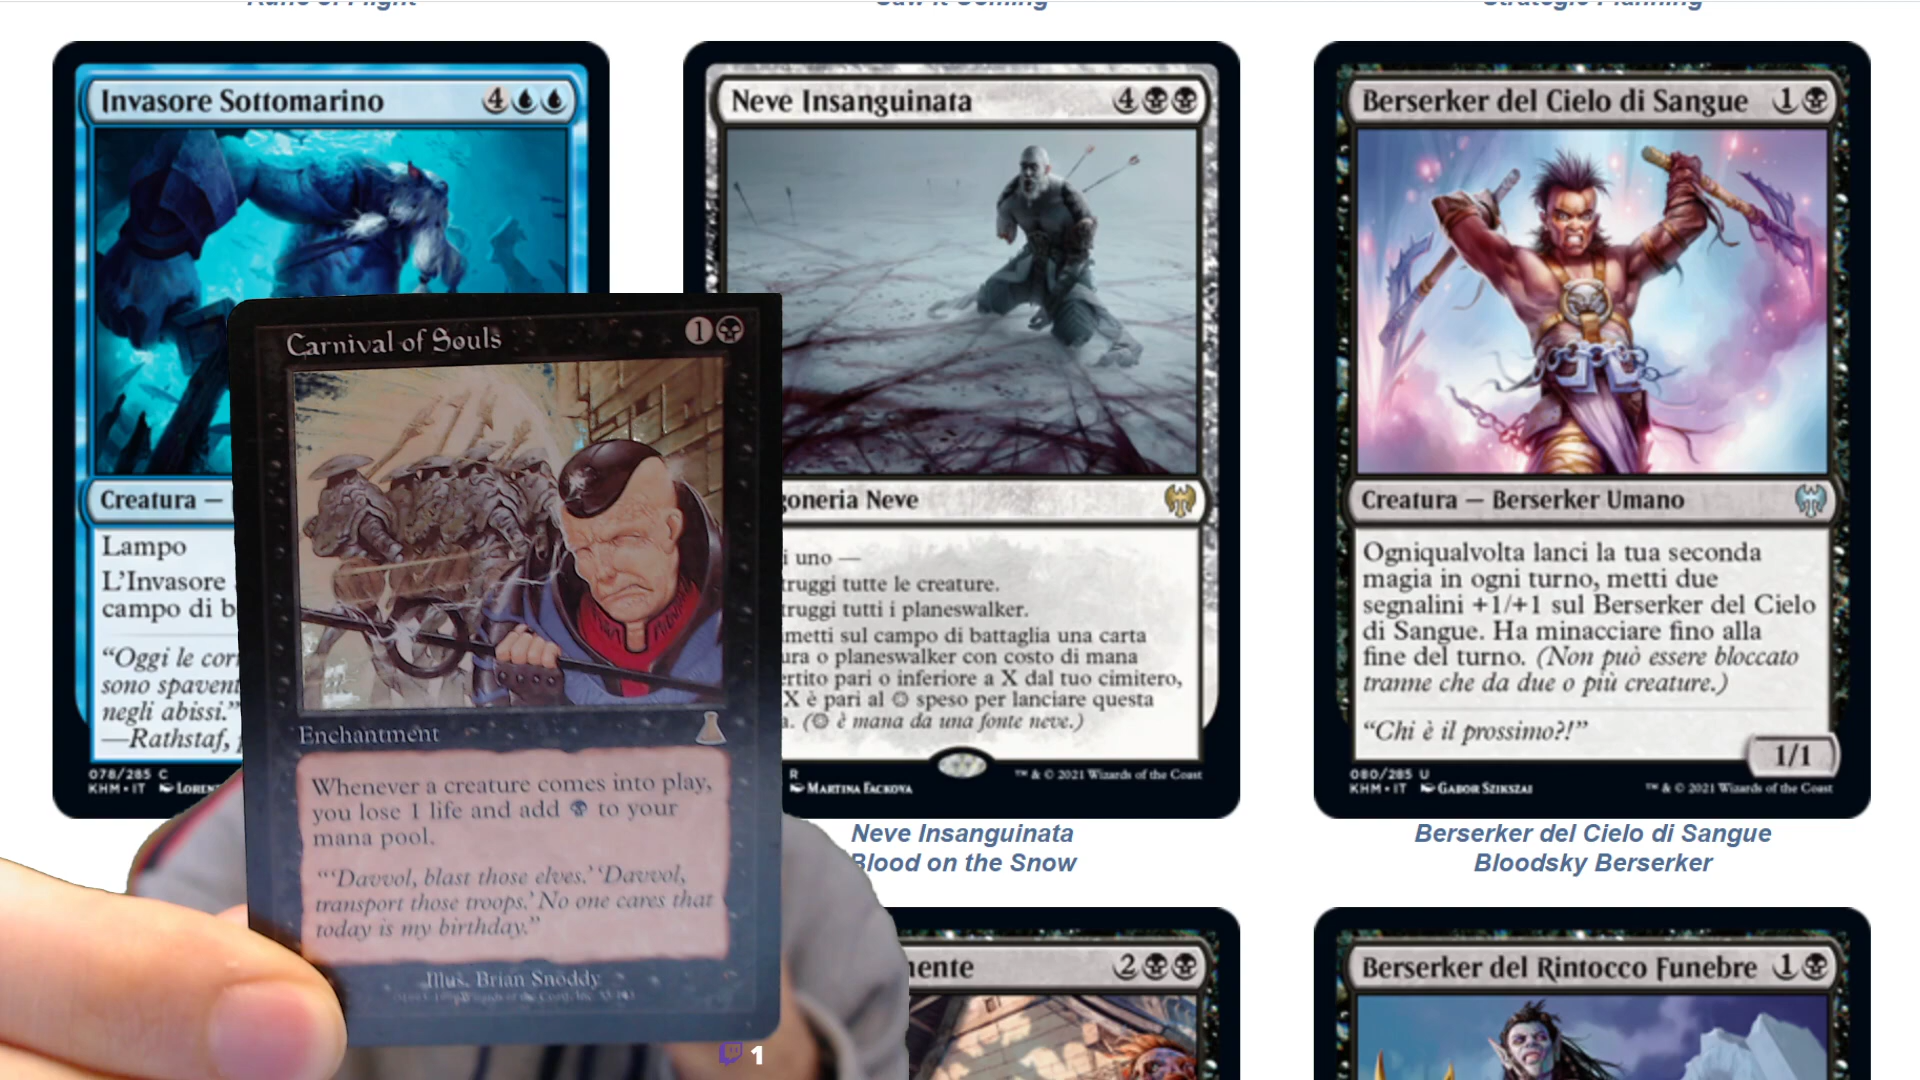 Rune of Flight
Saw It Coming
Strategic Planning
Invasore Sottomarino 4
Creatura —
Lampo
L'Invasore
campo di b
"Oggi le cor
sono spavent
negli abissi."
—Rathstaf,
078/285 C
KHM • IT
Neve Insanguinata 4
goneria Neve
i uno —
truggi tutte le creature.
truggi tutti i planeswalker.
metti sul campo di battaglia una carta
ura o planeswalker con costo di mana
ertito pari o inferiore a X dal tuo cimitero,
X è pari al speso per lanciare questa
a. ( è mana da una fonte neve.)
R
MARTINA FACKOVA
™ & © 2021 Wizards of the Coast
Neve Insanguinata
Blood on the Snow
Berserker del Cielo di Sangue 1
Creatura — Berserker Umano
Ogniqualvolta lanci la tua seconda
magia in ogni turno, metti due
segnalini +1/+1 sul Berserker del Cielo
di Sangue. Ha minacciare fino alla
fine del turno. (Non può essere bloccato
tranne che da due o più creature.)
"Chi è il prossimo?!"
1/1
080/285 U
KHM • IT GABOR SZIKSZAI
™ & © 2021 Wizards of the Coast
Berserker del Cielo di Sangue
Bloodsky Berserker
Carnival of Souls 1
Enchantment
Whenever a creature comes into play,
you lose 1 life and add to your
mana pool.
"'Davvol, blast those elves.' 'Davvol,
transport those troops.' No one cares that
today is my birthday."
Illus. Brian Snoddy
1
nente 2
Berserker del Rintocco Funebre 1